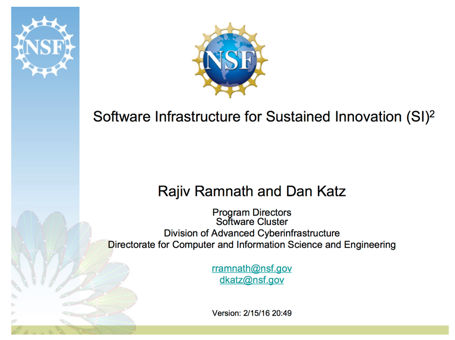 NSF
NSF
Software Infrastructure for Sustained Innovation (SI)2
Rajiv Ramnath and Dan Katz
Program Directors
Software Cluster
Division of Advanced Cyberinfrastructure
Directorate for Computer and Information Science and Engineering
rramnath@nsf.gov
dkatz@nsf.gov
Version: 2/15/16 20:49